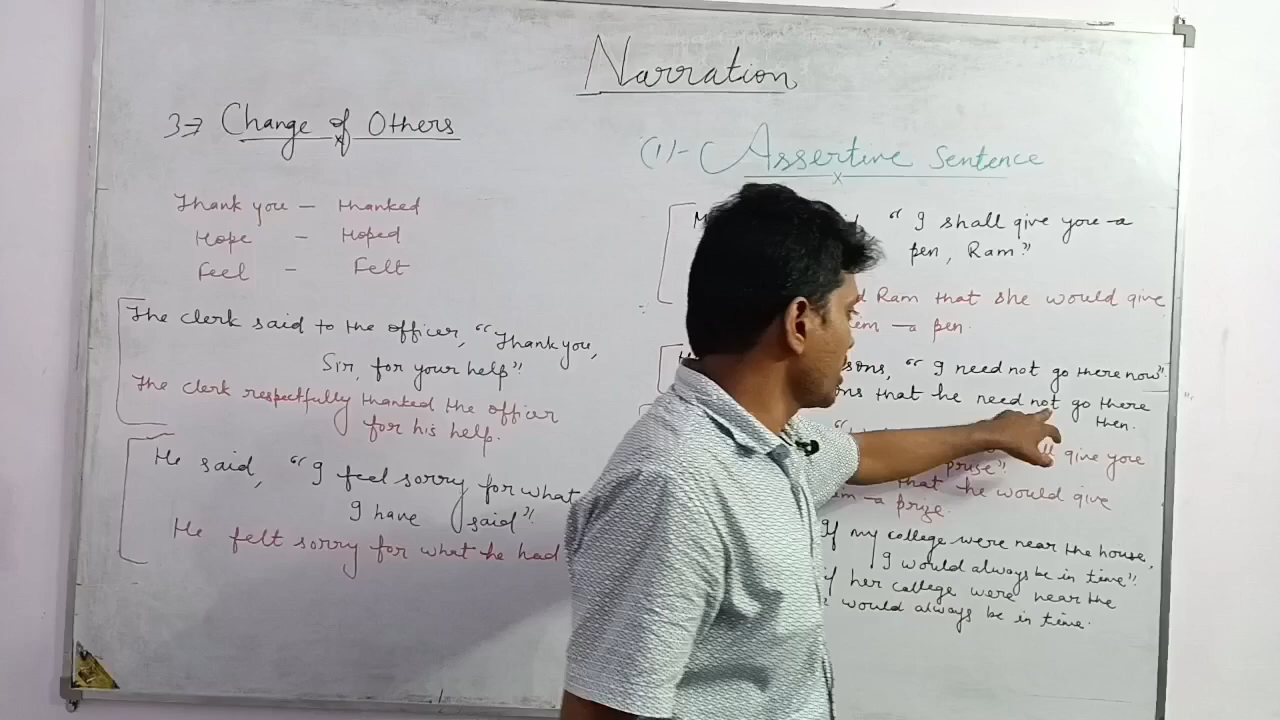 Narration
3⇒ Change of Others
Thank you - thanked
Hope - Hoped
Feel - Felt
The clerk said to the officer, "Thank you,
Sir, for your help".
The clerk respectfully thanked the officer
for his help.
He said, "I feel sorry for what
I have said".
He felt sorry for what he had
(1)- Assertive Sentence
"I shall give you a
pen, Ram"
Ram that she would give
a pen.
"I need not go there now".
that he need not go there
then.
give you
prize".
that he would give
a prize.
If my college were near the house,
I would always be in time".
if her college were near the
would always be in time.